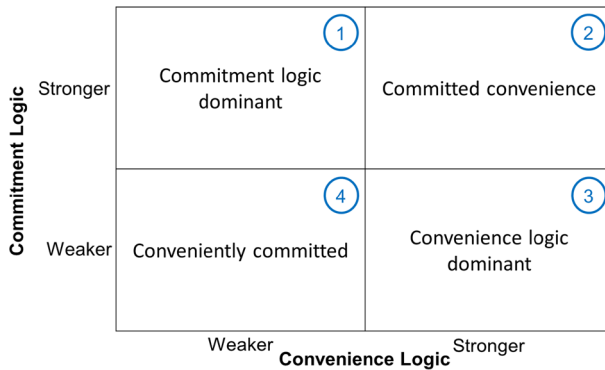 1
2
Commitment logic
dominant
Committed convenience
Stronger
Commitment Logic
4
3
Conveniently committed
Convenience logic
dominant
Weaker
Weaker
Stronger
Convenience Logic